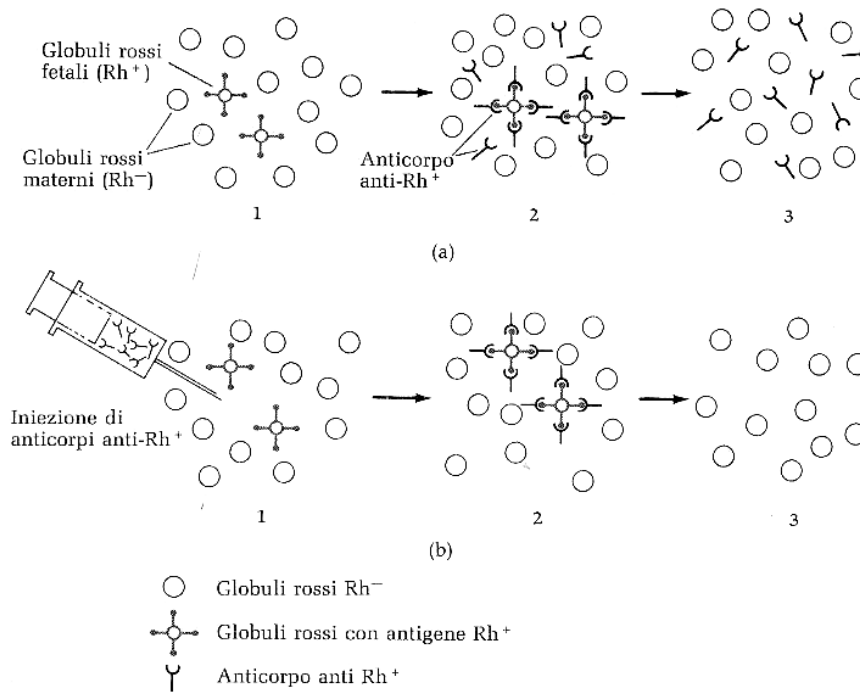 Globuli rossi
fetali (Rh⁺)
Globuli rossi
materni (Rh⁻)
Anticorpo
anti-Rh⁺
1
2
3
(a)
Iniezione di
anticorpi anti-Rh⁺
1
2
3
(b)
Globuli rossi Rh⁻
Globuli rossi con antigene Rh⁺
Anticorpo anti Rh⁺